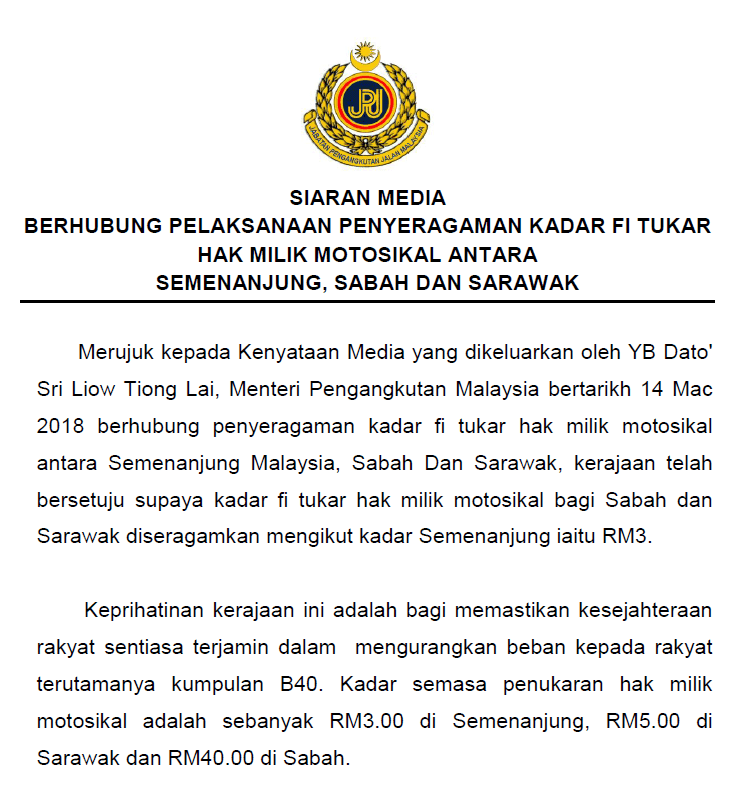 JPJ
JABATAN PENGANGKUTAN JALAN MALAYSIA
SIARAN MEDIA
BERHUBUNG PELAKSANAAN PENYERAGAMAN KADAR FI TUKAR
HAK MILIK MOTOSIKAL ANTARA
SEMENANJUNG, SABAH DAN SARAWAK
Merujuk kepada Kenyataan Media yang dikeluarkan oleh YB Dato'
Sri Liow Tiong Lai, Menteri Pengangkutan Malaysia bertarikh 14 Mac
2018 berhubung penyeragaman kadar fi tukar hak milik motosikal
antara Semenanjung Malaysia, Sabah Dan Sarawak, kerajaan telah
bersetuju supaya kadar fi tukar hak milik motosikal bagi Sabah dan
Sarawak diseragamkan mengikut kadar Semenanjung iaitu RM3.
Keprihatinan kerajaan ini adalah bagi memastikan kesejahteraan
rakyat sentiasa terjamin dalam  mengurangkan beban kepada rakyat
terutamanya kumpulan B40. Kadar semasa penukaran hak milik
motosikal adalah sebanyak RM3.00 di Semenanjung, RM5.00 di
Sarawak dan RM40.00 di Sabah.